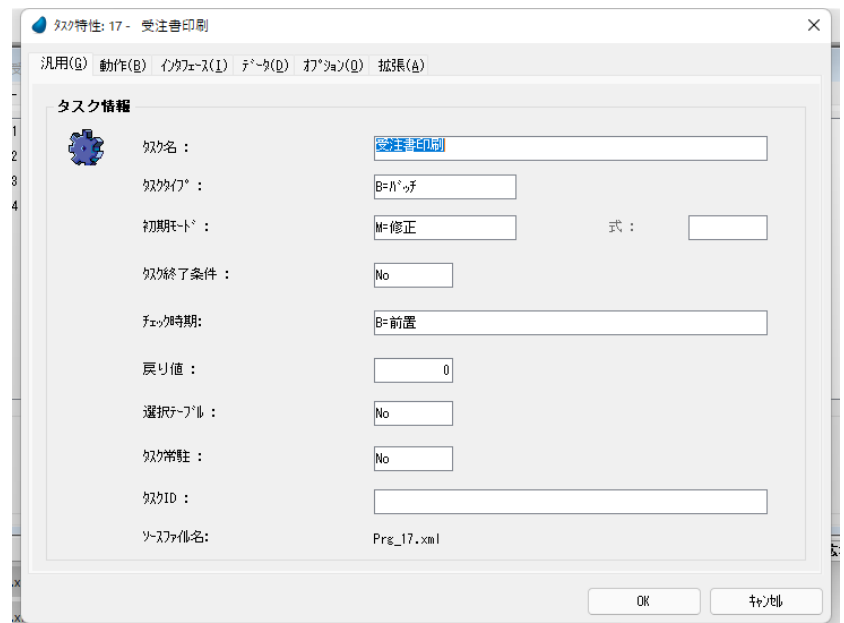 ﾀｽｸ特性: 17 - 受注書印刷
汎用(G) 動作(B) ｲﾝﾀﾌｪｰｽ(I) ﾃﾞｰﾀ(D) ｵﾌﾟｼｮﾝ(O) 拡張(A)
タスク情報
1
2
3
4
ﾀｽｸ名 : 受注書印刷
ﾀｽｸﾀｲﾌﾟ : B=ﾊﾞｯﾁ
初期ﾓｰﾄﾞ : M=修正 式 :
ﾀｽｸ終了条件 : No
ﾁｪｯｸ時期: B=前置
戻り値 : 0
選択ﾃｰﾌﾞﾙ : No
ﾀｽｸ常駐 : No
ﾀｽｸID :
ｿｰｽﾌｧｲﾙ名: Prg_17.xml
OK ｷｬﾝｾﾙ